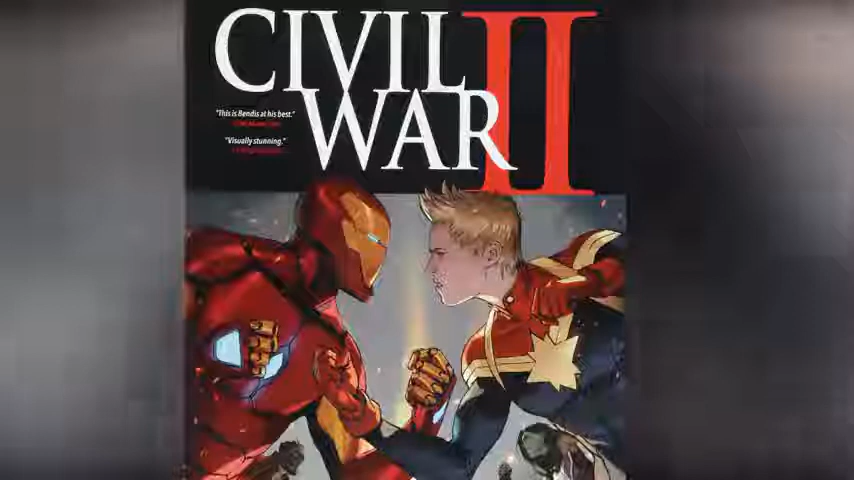 CIVIL
WAR
II
"This is Bendis at his best."
"Visually stunning."